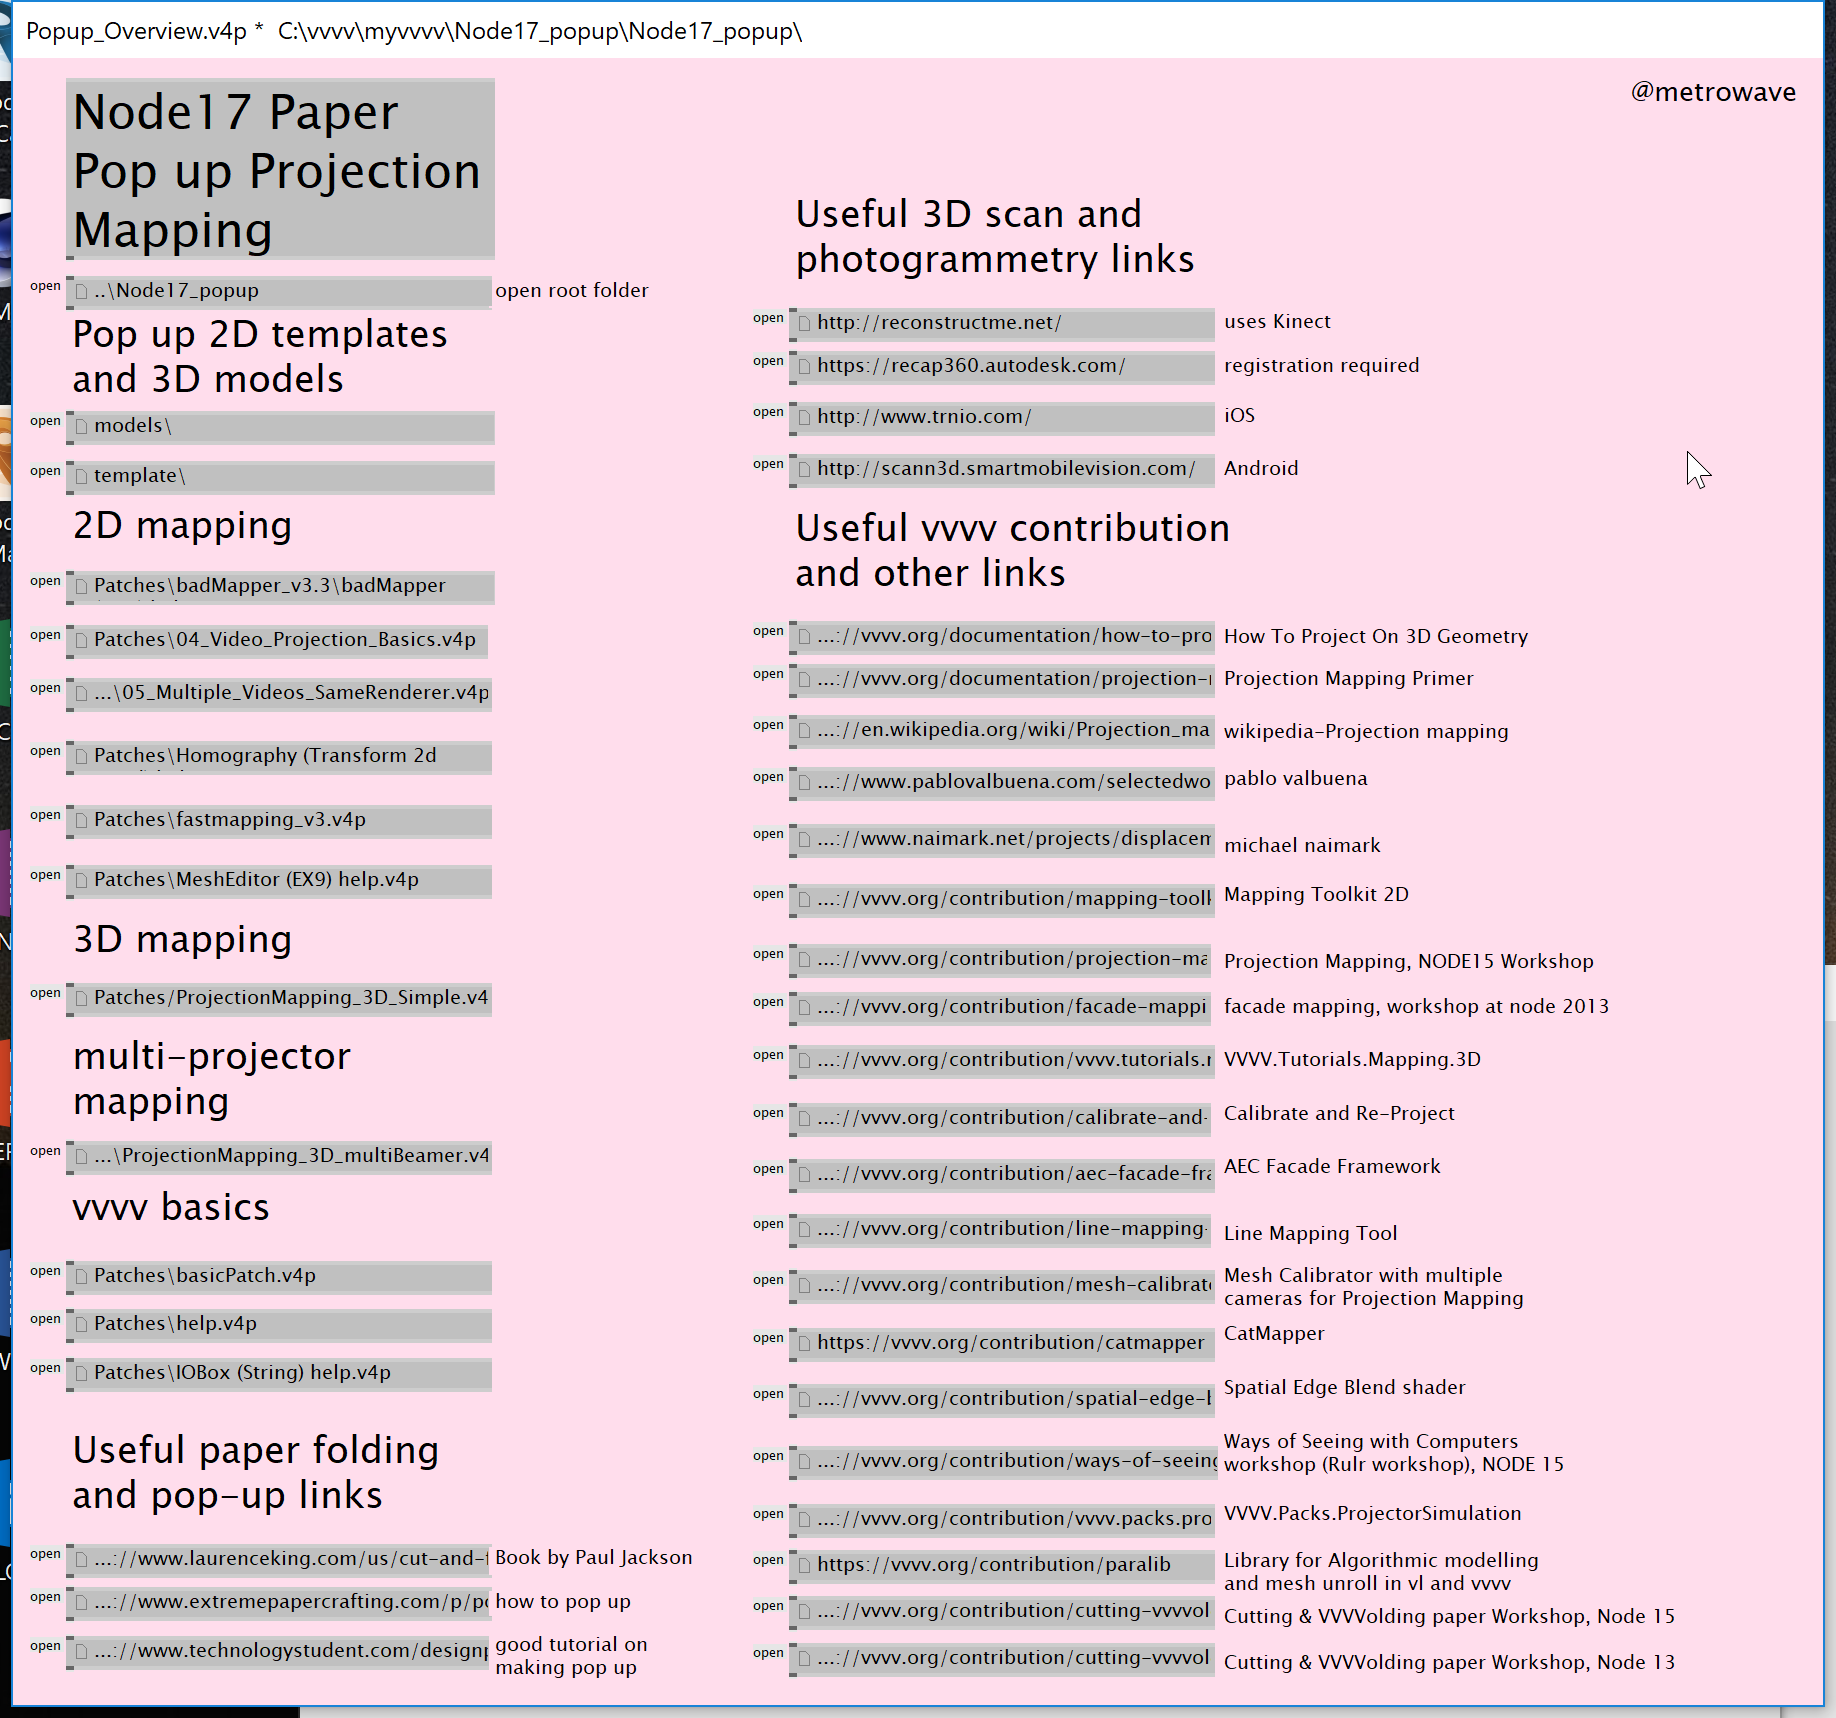 Popup_Overview.v4p *  C:\vvvv\myvvvv\Node17_popup\Node17_popup\
@metrowave
Node17 Paper
Pop up Projection
Mapping
open ..\Node17_popup open root folder
Pop up 2D templates
and 3D models
open models\
open template\
2D mapping
open Patches\badMapper_v3.3\badMapper
open Patches\04_Video_Projection_Basics.v4p
open ...\05_Multiple_Videos_SameRenderer.v4p
open Patches\Homography (Transform 2d
open Patches\fastmapping_v3.v4p
open Patches\MeshEditor (EX9) help.v4p
3D mapping
open Patches/ProjectionMapping_3D_Simple.v4
multi-projector
mapping
open ...\ProjectionMapping_3D_multiBeamer.v4
vvvv basics
open Patches\basicPatch.v4p
open Patches\help.v4p
open Patches\IOBox (String) help.v4p
Useful paper folding
and pop-up links
open ...://www.laurenceking.com/us/cut-and-f Book by Paul Jackson
open ...://www.extremepapercrafting.com/p/po how to pop up
open ...://www.technologystudent.com/designp good tutorial on
making pop up
Useful 3D scan and
photogrammetry links
open http://reconstructme.net/ uses Kinect
open https://recap360.autodesk.com/ registration required
open http://www.trnio.com/ iOS
open http://scann3d.smartmobilevision.com/ Android
Useful vvvv contribution
and other links
open ...://vvvv.org/documentation/how-to-pro How To Project On 3D Geometry
open ...://vvvv.org/documentation/projection- Projection Mapping Primer
open ...://en.wikipedia.org/wiki/Projection_ma wikipedia-Projection mapping
open ...://www.pablovalbuena.com/selectedwo pablo valbuena
open ...://www.naimark.net/projects/displacem michael naimark
open ...://vvvv.org/contribution/mapping-toolk Mapping Toolkit 2D
open ...://vvvv.org/contribution/projection-ma Projection Mapping, NODE15 Workshop
open ...://vvvv.org/contribution/facade-mappi facade mapping, workshop at node 2013
open ...://vvvv.org/contribution/vvvv.tutorials.r VVVV.Tutorials.Mapping.3D
open ...://vvvv.org/contribution/calibrate-and- Calibrate and Re-Project
open ...://vvvv.org/contribution/aec-facade-fra AEC Facade Framework
open ...://vvvv.org/contribution/line-mapping- Line Mapping Tool
open ...://vvvv.org/contribution/mesh-calibrato Mesh Calibrator with multiple
cameras for Projection Mapping
open https://vvvv.org/contribution/catmapper CatMapper
open ...://vvvv.org/contribution/spatial-edge-b Spatial Edge Blend shader
open ...://vvvv.org/contribution/ways-of-seeing Ways of Seeing with Computers
workshop (Rulr workshop), NODE 15
open ...://vvvv.org/contribution/vvvv.packs.pro VVVV.Packs.ProjectorSimulation
open https://vvvv.org/contribution/paralib Library for Algorithmic modelling
and mesh unroll in vl and vvvv
open ...://vvvv.org/contribution/cutting-vvvvol Cutting & VVVVolding paper Workshop, Node 15
open ...://vvvv.org/contribution/cutting-vvvvol Cutting & VVVVolding paper Workshop, Node 13